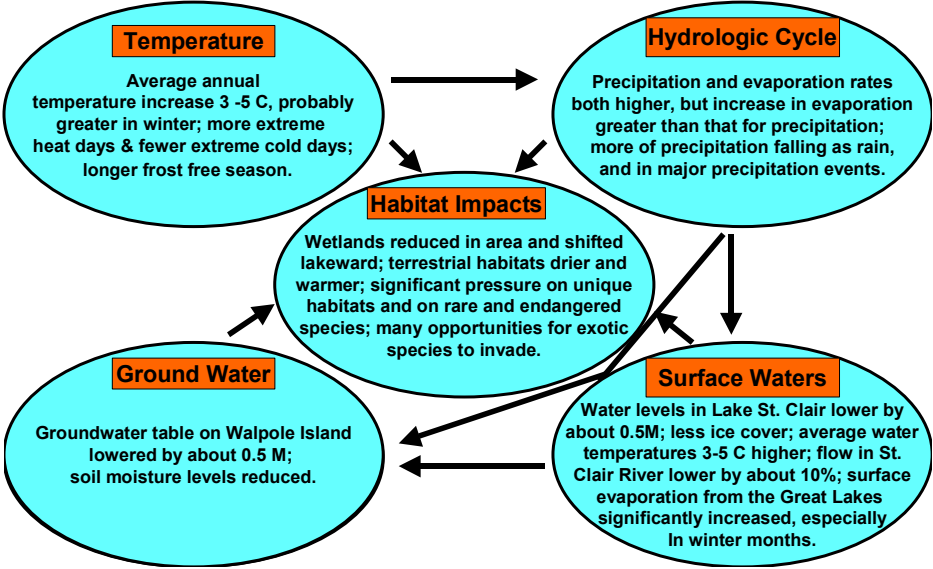 Temperature
Average annual
temperature increase 3 -5 C, probably
greater in winter; more extreme
heat days & fewer extreme cold days;
longer frost free season.
Hydrologic Cycle
Precipitation and evaporation rates
both higher, but increase in evaporation
greater than that for precipitation;
more of precipitation falling as rain,
and in major precipitation events.
Habitat Impacts
Wetlands reduced in area and shifted
lakeward; terrestrial habitats drier and
warmer; significant pressure on unique
habitats and on rare and endangered
species; many opportunities for exotic
species to invade.
Ground Water
Groundwater table on Walpole Island
lowered by about 0.5 M;
soil moisture levels reduced.
Surface Waters
Water levels in Lake St. Clair lower by
about 0.5M; less ice cover; average water
temperatures 3-5 C higher; flow in St.
Clair River lower by about 10%; surface
evaporation from the Great Lakes
significantly increased, especially
In winter months.